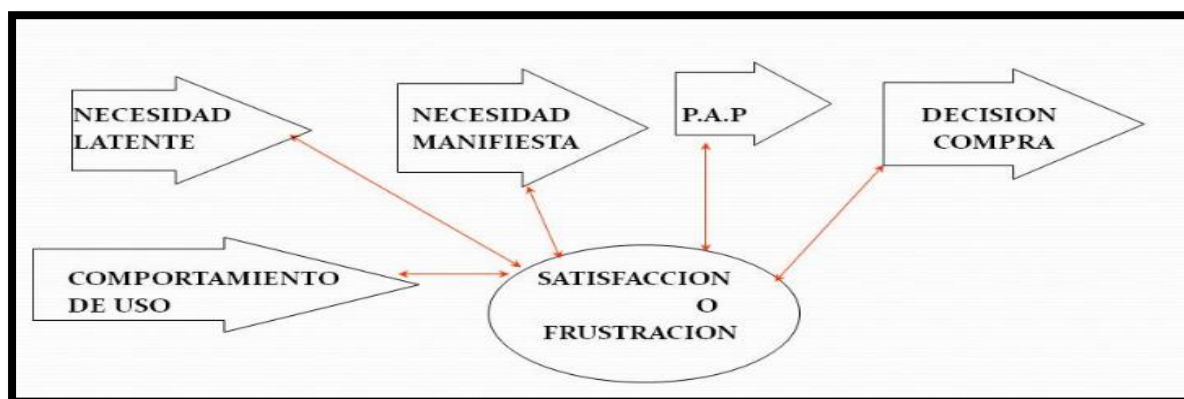 NECESIDAD
LATENTE
NECESIDAD
MANIFIESTA
P.A.P
DECISION
COMPRA
COMPORTAMIENTO
DE USO
SATISFACCION
O
FRUSTRACION